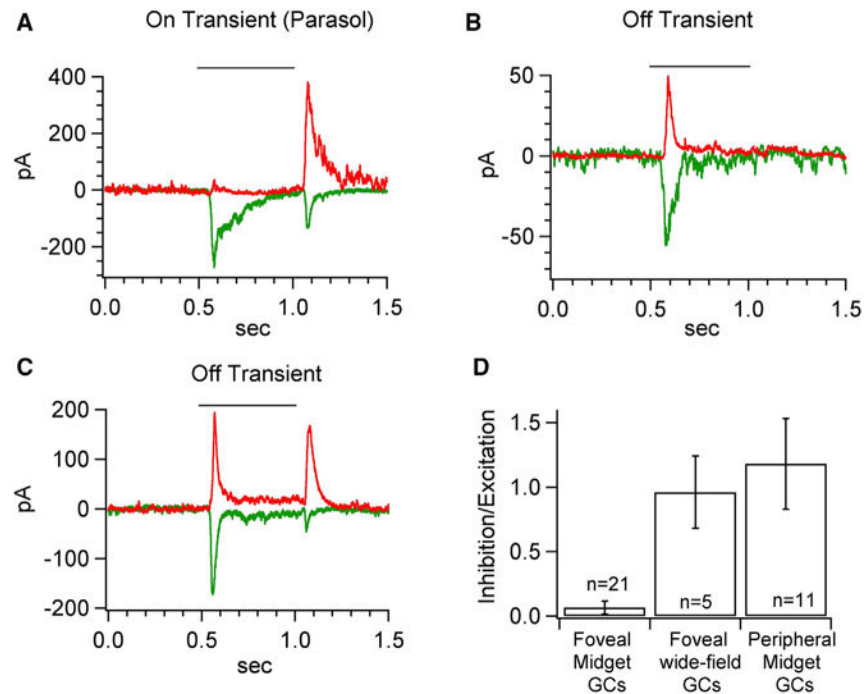 A
On Transient (Parasol)
400
200
0
-200
pA
0.0
0.5
1.0
1.5
sec
B
Off Transient
50
0
-50
pA
0.0
0.5
1.0
1.5
sec
C
Off Transient
200
100
0
-100
-200
pA
0.0
0.5
1.0
1.5
sec
D
1.5
1.0
0.5
0.0
Inhibition/Excitation
n=21
n=5
n=11
Foveal
Midget
GCs
Foveal
wide-field
GCs
Peripheral
Midget
GCs